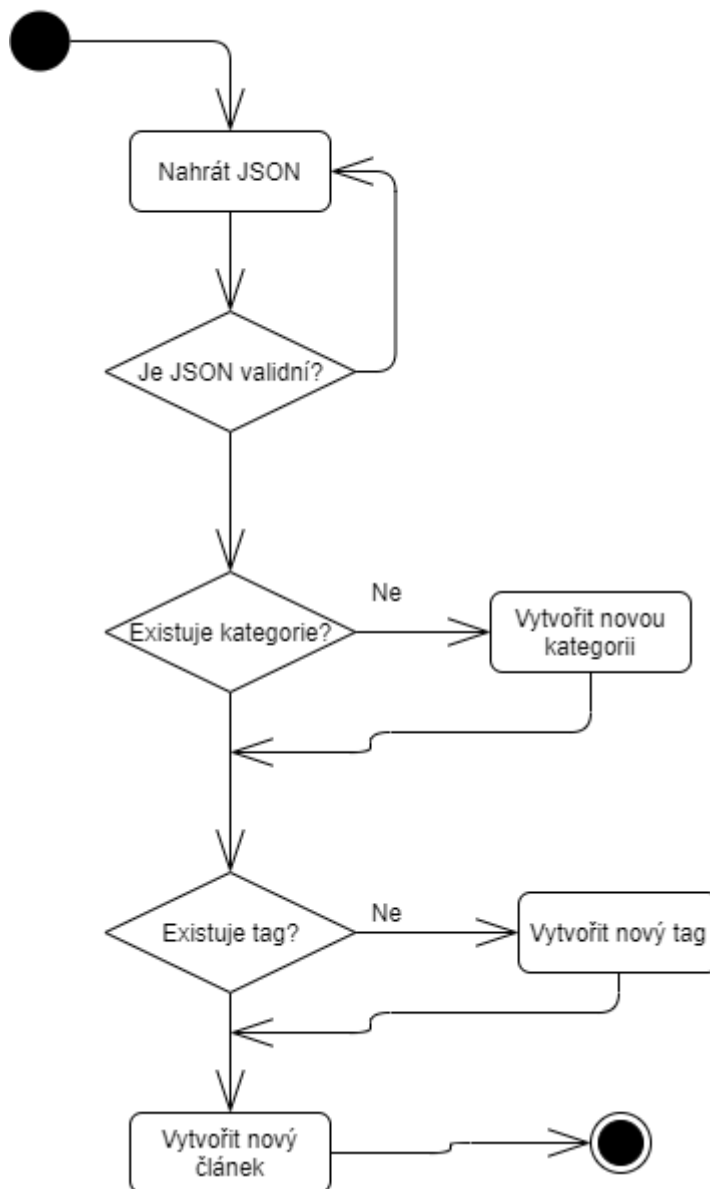 Nahrát JSON
Je JSON validní?
Ne
Existuje kategorie?
Vytvořit novou
kategorii
Ne
Existuje tag?
Vytvořit nový tag
Vytvořit nový
článek